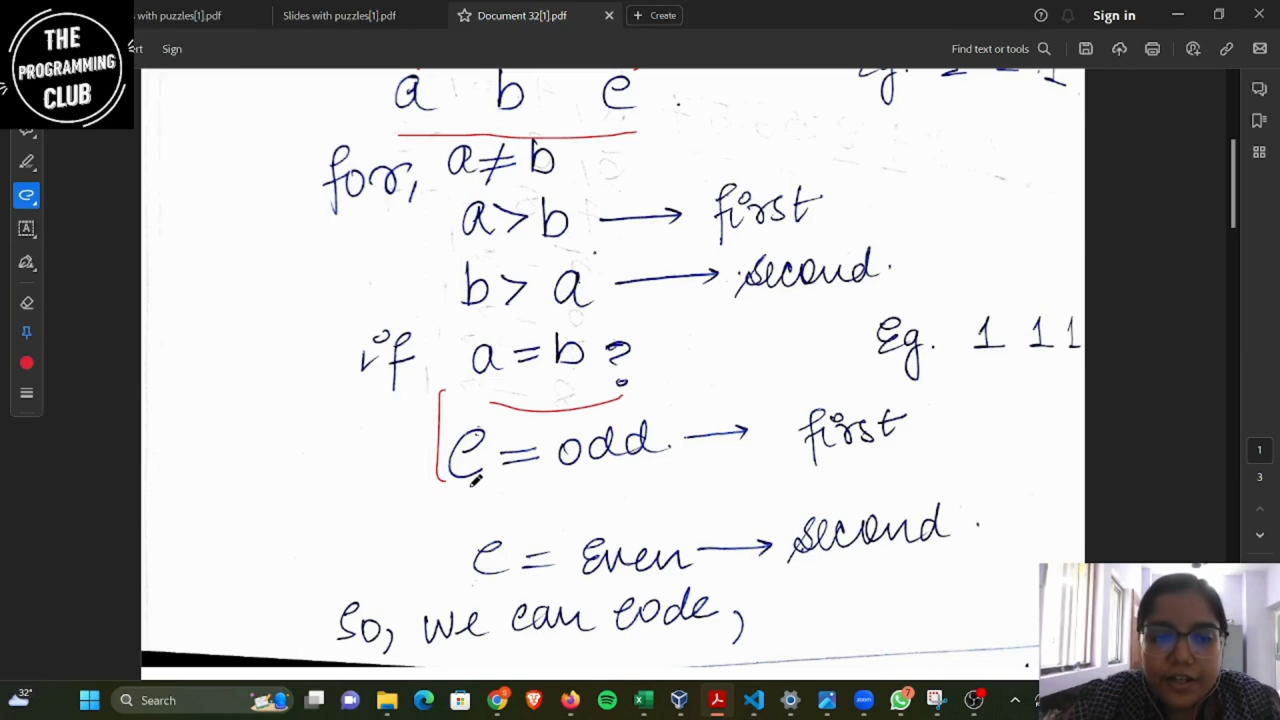 THE
PROGRAMMING
CLUB
with puzzles[1].pdf
Slides with puzzles[1].pdf
Document 32[1].pdf
Create
Sign in
Sign
Find text or tools
a b c
for, a≠b
a>b → first
b> a → second.
if a=b?
Eg. 1 1 1
C = odd. → first
c = Even → second.
So, we can code,
1
3
32°
Search
7